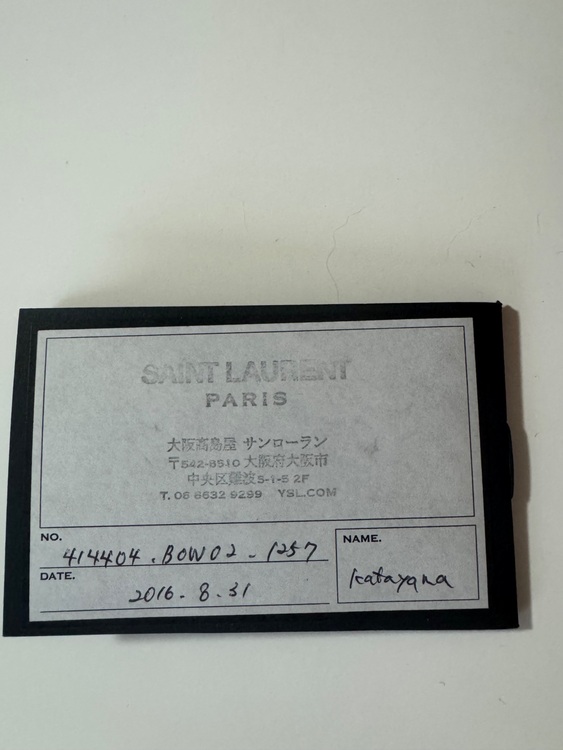 SAINT LAURENT
PARIS
大阪高島屋 サンローラン
〒542-8510 大阪府大阪市
中央区難波5-1-5 2F
T. 06 6632 9299 YSL.COM
NO.
414404.BOW02-1257
NAME.
Katayana
DATE.
2016.8.31